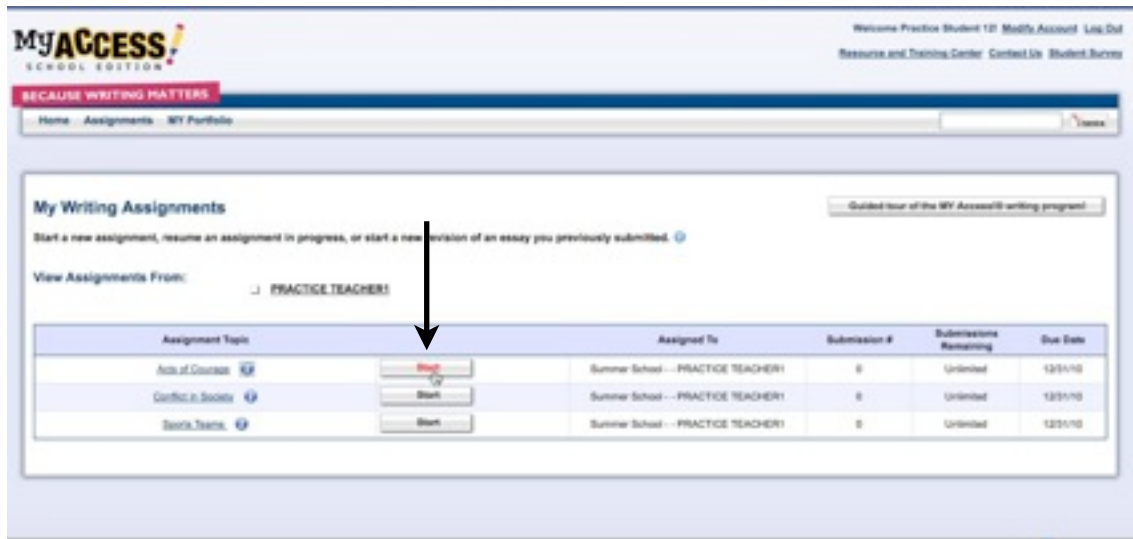 MY ACCESS!
SCHOOL EDITION
Welcome Practice Student 12! Modify Account Log Out
Resource and Training Center Contact Us Student Survey
BECAUSE WRITING MATTERS
Home Assignments MY Portfolio
My Writing Assignments
Guided tour of the MY Access!® writing program!
Start a new assignment, resume an assignment in progress, or start a new revision of an essay you previously submitted.
View Assignments From:
PRACTICE TEACHER1
Assignment Topic Assigned To Submission # Submissions Remaining Due Date
Acts of Courage Start Summer School - - PRACTICE TEACHER1 0 Unlimited 12/31/10
Conflict in Society Start Summer School - - PRACTICE TEACHER1 0 Unlimited 12/31/10
Sports Teams Start Summer School - - PRACTICE TEACHER1 0 Unlimited 12/31/10